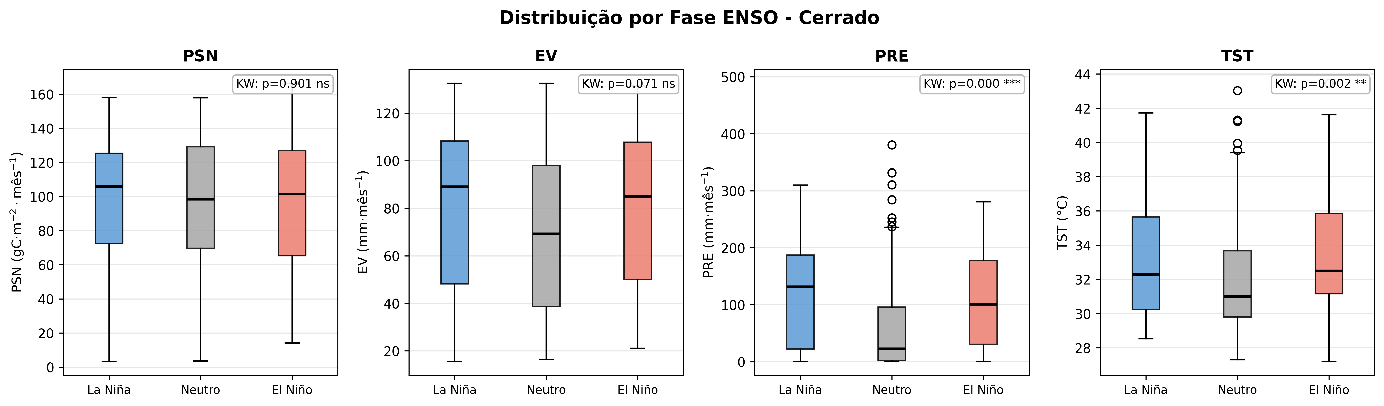 Distribuição por Fase ENSO - Cerrado
PSN
KW: p=0.901 ns
PSN (gC·m⁻²·mês⁻¹)
160
140
120
100
80
60
40
20
0
La Niña Neutro El Niño
EV
KW: p=0.071 ns
EV (mm·mês⁻¹)
120
100
80
60
40
20
La Niña Neutro El Niño
PRE
KW: p=0.000 ***
PRE (mm·mês⁻¹)
500
400
300
200
100
0
La Niña Neutro El Niño
TST
KW: p=0.002 **
TST (°C)
44
42
40
38
36
34
32
30
28
La Niña Neutro El Niño